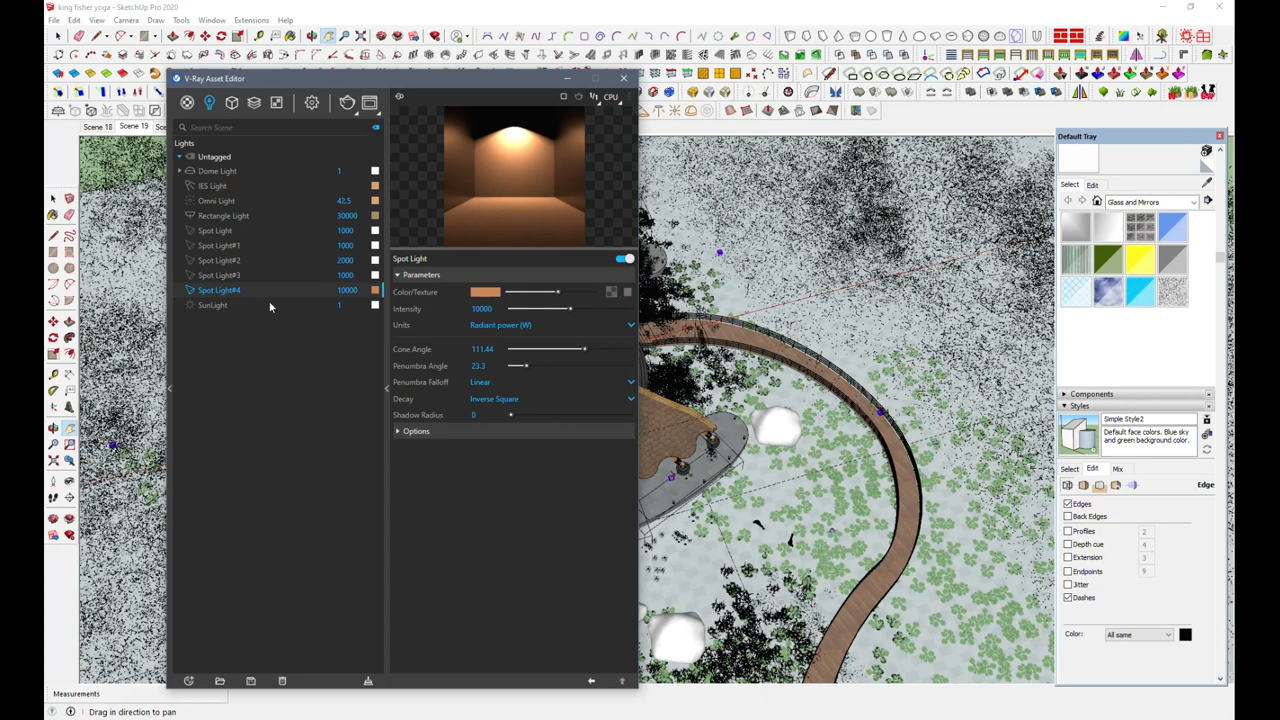 king fisher yoga - SketchUp Pro 2020
File Edit View Camera Draw Tools Window Extensions Help
V-Ray Asset Editor
CPU
Scene 18 Scene 19 Sc
Search Scene
Lights
Untagged
Dome Light 1
IES Light
Omni Light 42.5
Rectangle Light 30000
Spot Light 1000
Spot Light#1 1000
Spot Light#2 2000
Spot Light#3 1000
Spot Light#4 10000
SunLight 1
Spot Light
Parameters
Color/Texture
Intensity 10000
Units Radiant power (W)
Cone Angle 111.44
Penumbra Angle 23.3
Penumbra Falloff Linear
Decay Inverse Square
Shadow Radius 0
Options
Default Tray
Select Edit
Glass and Mirrors
Components
Styles
Simple Style2
Default face colors. Blue sky
and green background color.
Select Edit Mix
Edge
Edges
Back Edges
Profiles 2
Depth cue 4
Extension 3
Endpoints 9
Jitter
Dashes
Color: All same
Measurements
Drag in direction to pan